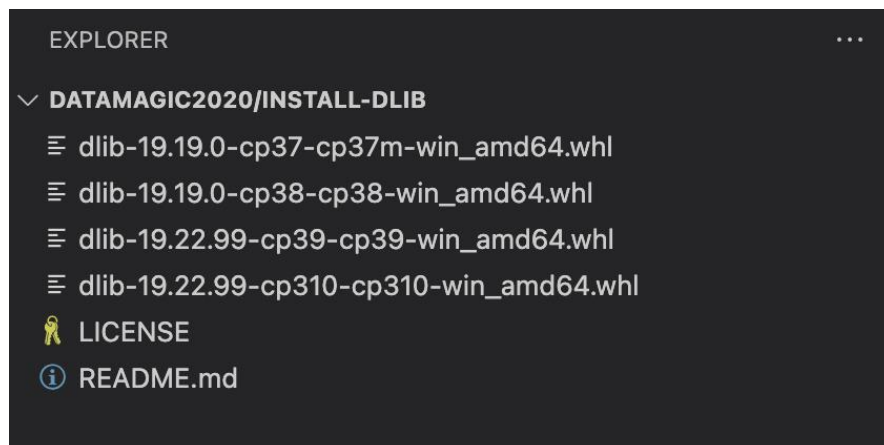 EXPLORER
DATAMAGIC2020/INSTALL-DLIB
dlib-19.19.0-cp37-cp37m-win_amd64.whl
dlib-19.19.0-cp38-cp38-win_amd64.whl
dlib-19.22.99-cp39-cp39-win_amd64.whl
dlib-19.22.99-cp310-cp310-win_amd64.whl
LICENSE
README.md